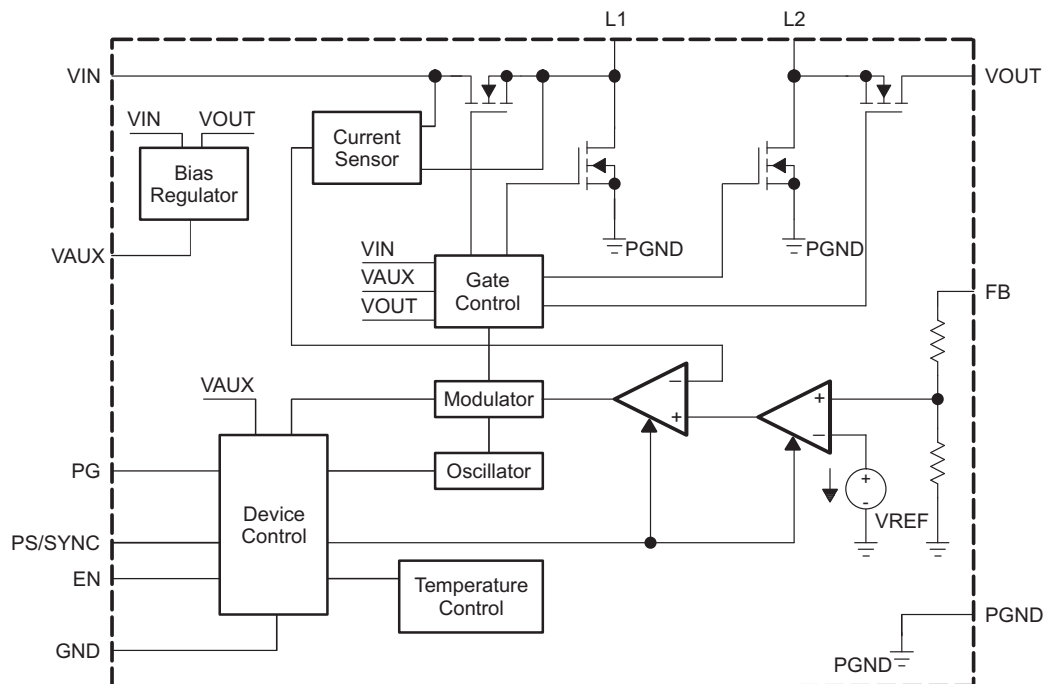 L1
L2
VIN
VOUT
VIN
VOUT
Current
Sensor
Bias
Regulator
VAUX
PGND
PGND
VIN
VAUX
VOUT
Gate
Control
FB
VAUX
Modulator
−
+
+
−
PG
Oscillator
+
-
VREF
Device
Control
PS/SYNC
EN
Temperature
Control
GND
PGND
PGND